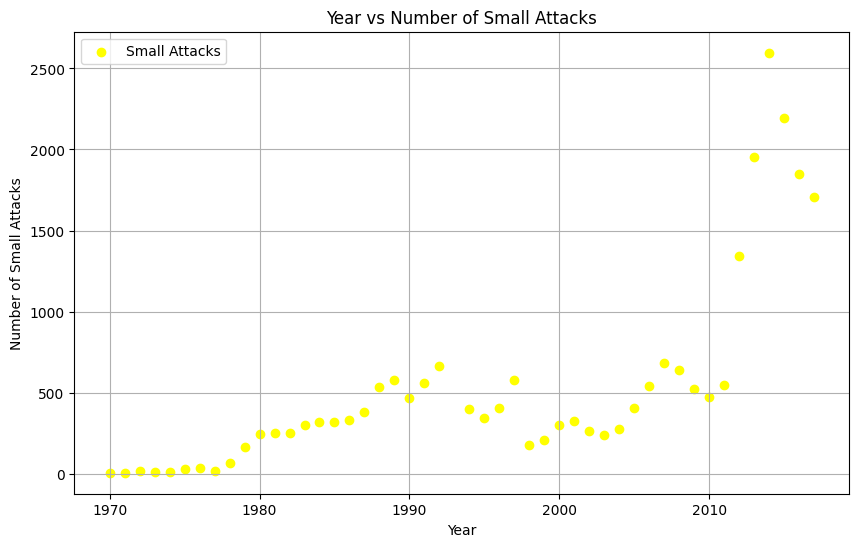 Year vs Number of Small Attacks
Small Attacks
Number of Small Attacks
2500
2000
1500
1000
500
0
1970 1980 1990 2000 2010
Year